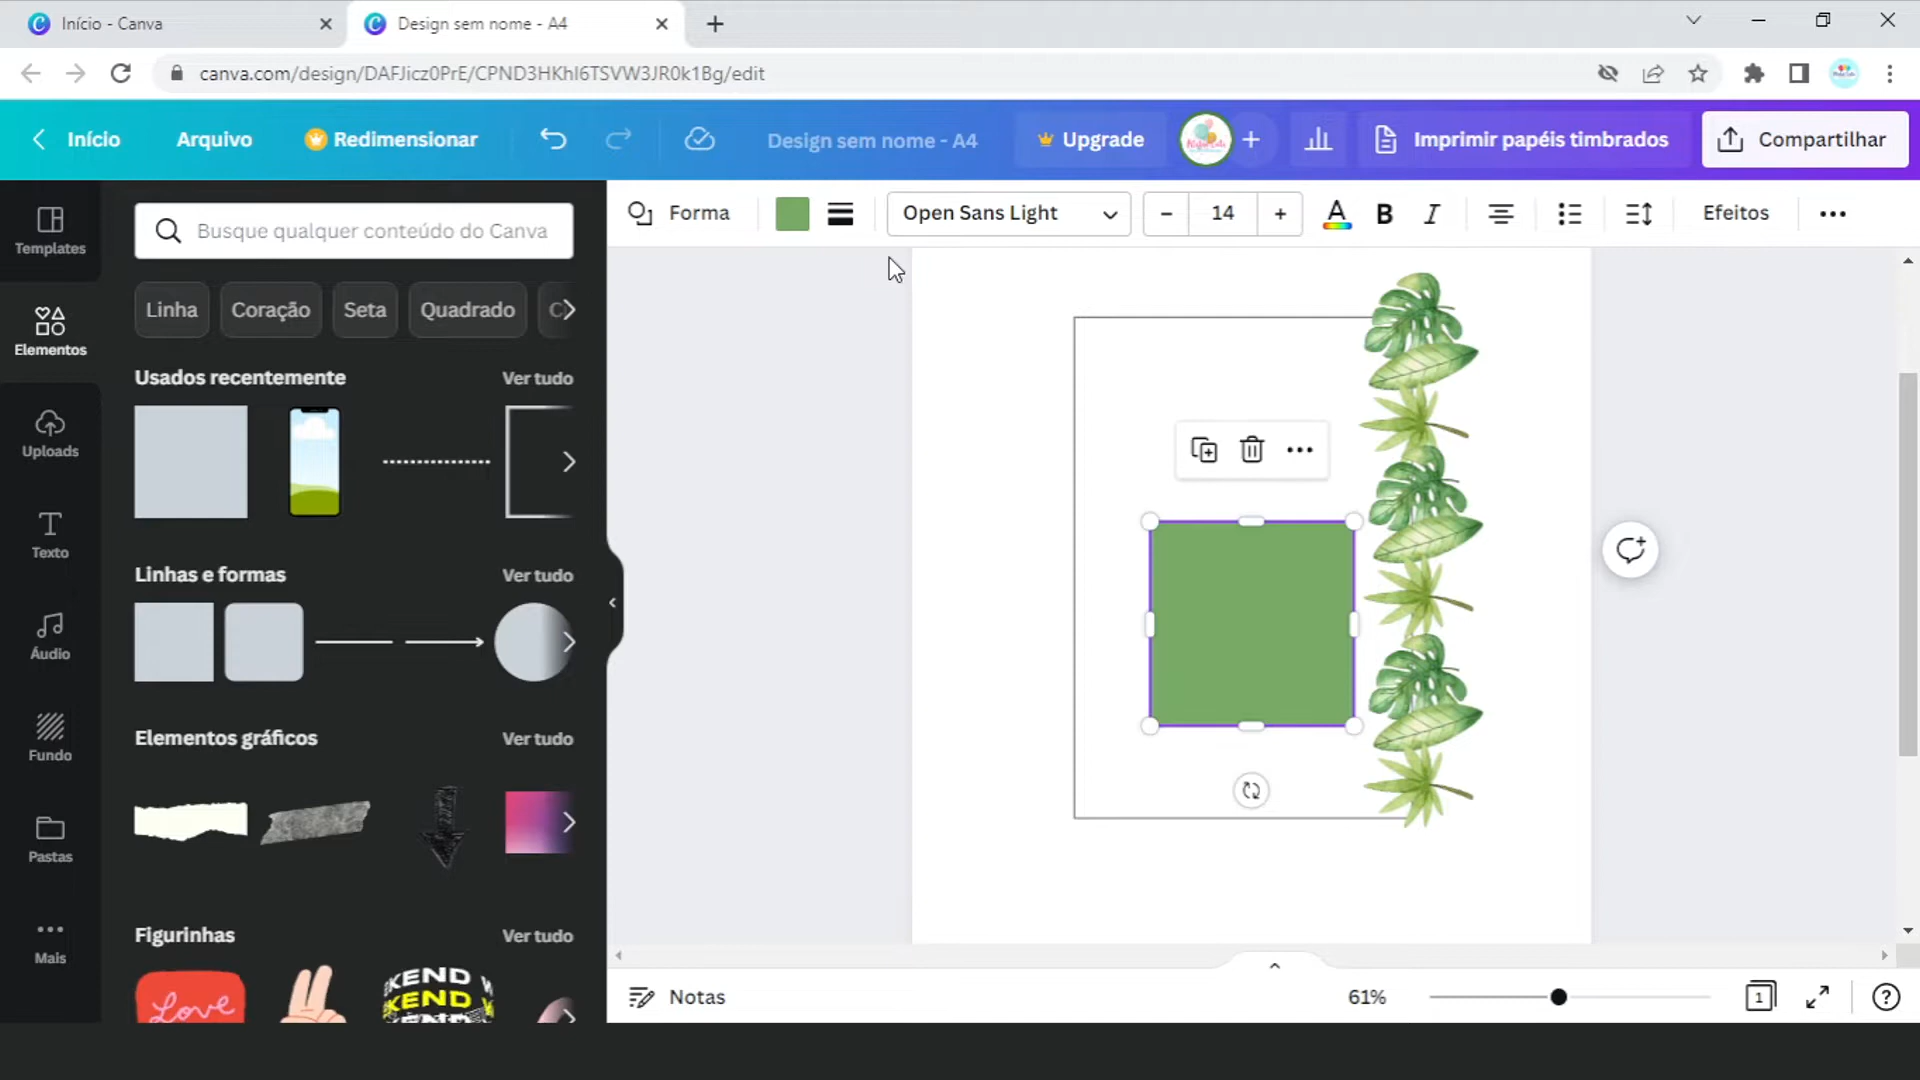 Início - Canva
Design sem nome - A4
canva.com/design/DAFJicz0PrE/CPND3HKhI6TSVW3JR0k1Bg/edit
Início
Arquivo
Redimensionar
Design sem nome - A4
Upgrade
Imprimir papéis timbrados
Compartilhar
Templates
Elementos
Uploads
Texto
Áudio
Fundo
Pastas
Mais
Busque qualquer conteúdo do Canva
Linha
Coração
Seta
Quadrado
C
Usados recentemente
Ver tudo
Linhas e formas
Ver tudo
Elementos gráficos
Ver tudo
Figurinhas
Ver tudo
Love
KEND
KEND
Forma
Open Sans Light
14
A
B
I
Efeitos
Notas
61%
1